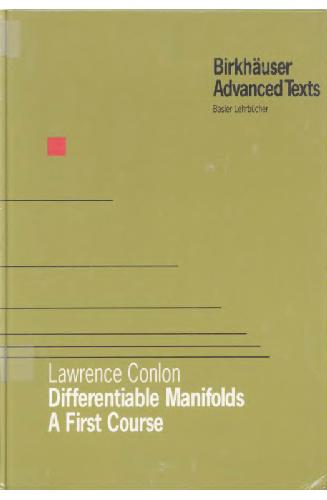 Birkhäuser
Advanced Texts
Basler Lehrbücher
Lawrence Conlon
Differentiable Manifolds
A First Course